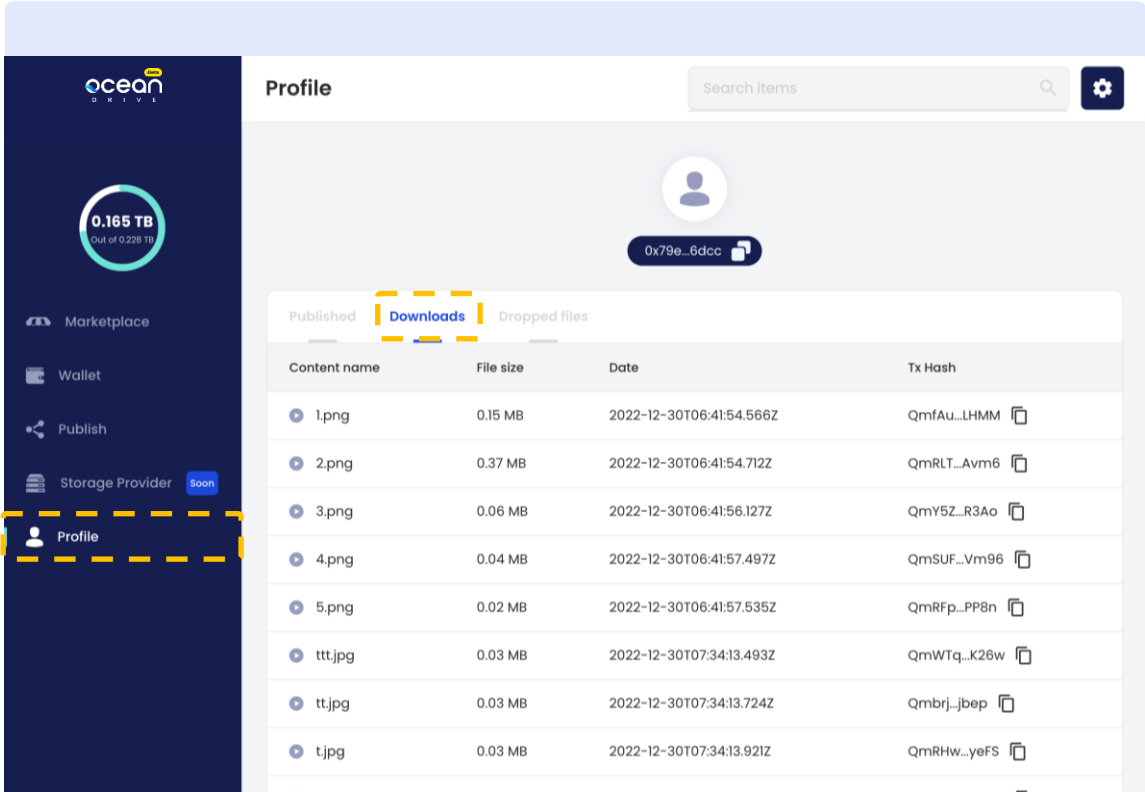 Beta
ocean
DRIVE
Profile
Search items
0.165 TB
Out of 0.228 TB
0x79e...6dcc
Marketplace
Wallet
Publish
Storage Provider Soon
Profile
Published Downloads Dropped files
Content name File size Date Tx Hash
1.png 0.15 MB 2022-12-30T06:41:54.566Z QmfAu...LHMM
2.png 0.37 MB 2022-12-30T06:41:54.712Z QmRLT...Avm6
3.png 0.06 MB 2022-12-30T06:41:56.127Z QmY5Z...R3Ao
4.png 0.04 MB 2022-12-30T06:41:57.497Z QmSUF...Vm96
5.png 0.02 MB 2022-12-30T06:41:57.535Z QmRFp...PP8n
ttt.jpg 0.03 MB 2022-12-30T07:34:13.493Z QmWTq...K26w
tt.jpg 0.03 MB 2022-12-30T07:34:13.724Z Qmbrj...jbep
t.jpg 0.03 MB 2022-12-30T07:34:13.921Z QmRHw...yeFS